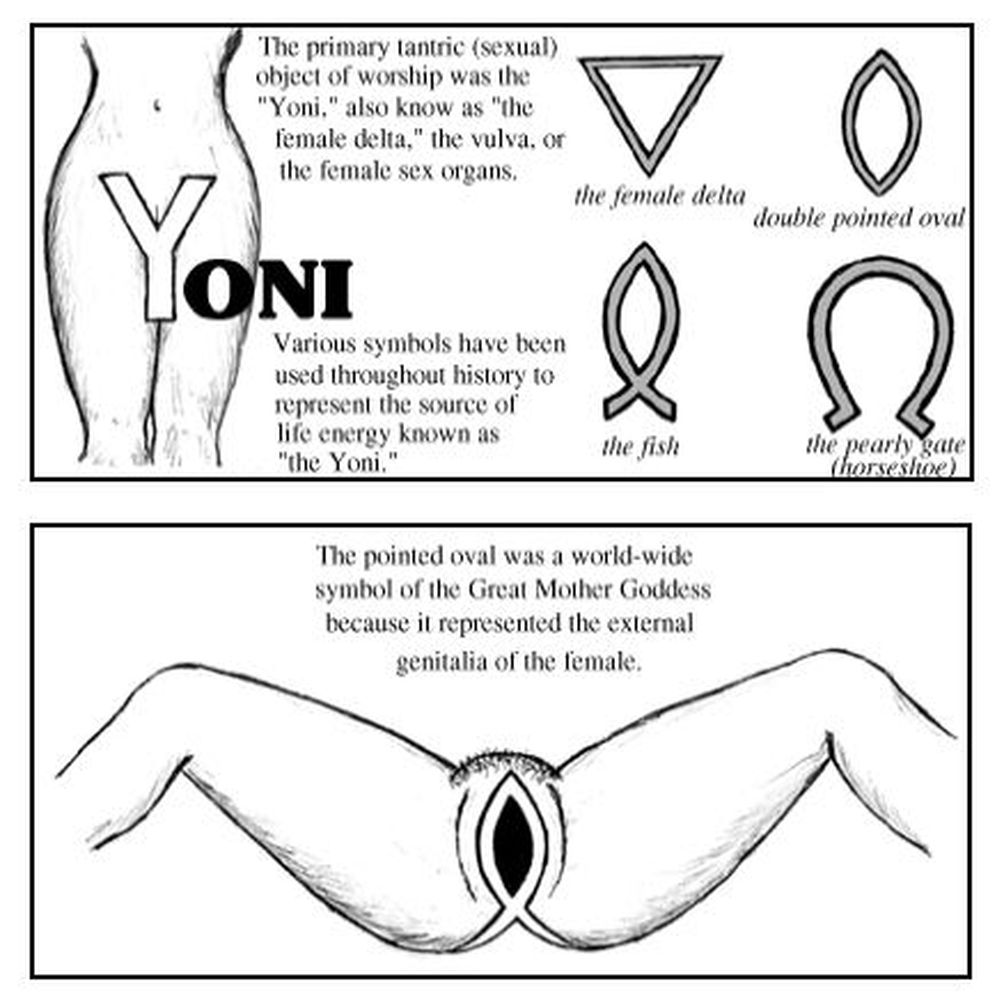 The primary tantric (sexual)
object of worship was the
"Yoni," also know as "the
female delta," the vulva, or
the female sex organs.
YONI
Various symbols have been
used throughout history to
represent the source of
life energy known as
"the Yoni."
the female delta
double pointed oval
the fish
the pearly gate
(horseshoe)
The pointed oval was a world-wide
symbol of the Great Mother Goddess
because it represented the external
genitalia of the female.